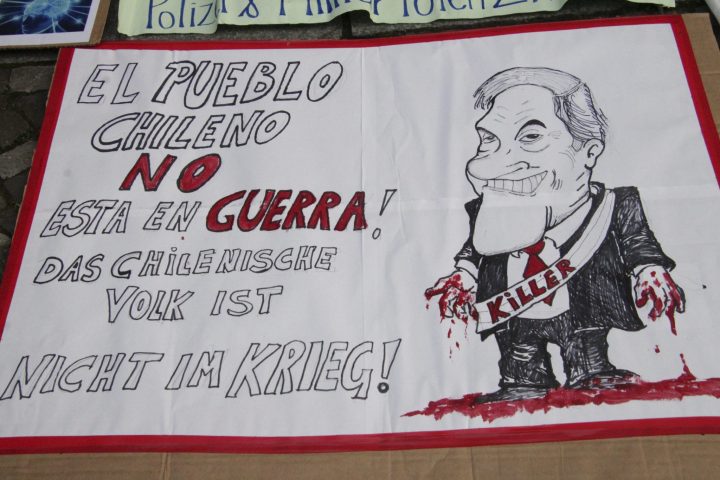 EL PUEBLO
CHILENO
NO
ESTA EN GUERRA!
DAS CHILENISCHE
VOLK IST
NICHT IM KRIEG!
KILLER